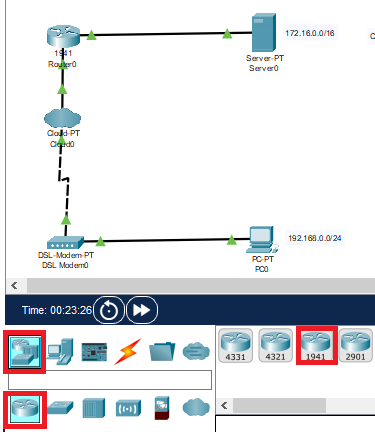 172.16.0.0/16
C
1941
Router0
Server-PT
Server0
Cloud-PT
Cloud0
192.168.0.0/24
DSL-Modem-PT
DSL Modem0
PC-PT
PC0
Time: 00:23:26
4331
4321
1941
2901